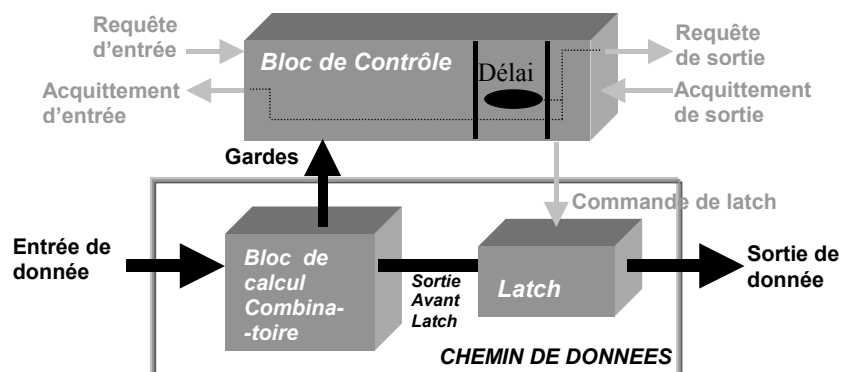 Requête
d'entrée
Bloc de Contrôle
Délai
Requête
de sortie
Acquittement
d'entrée
Acquittement
de sortie
Gardes
Commande de latch
Entrée de
donnée
Bloc de
calcul
Combina-
-toire
Sortie
Avant
Latch
Latch
Sortie de
donnée
CHEMIN DE DONNEES